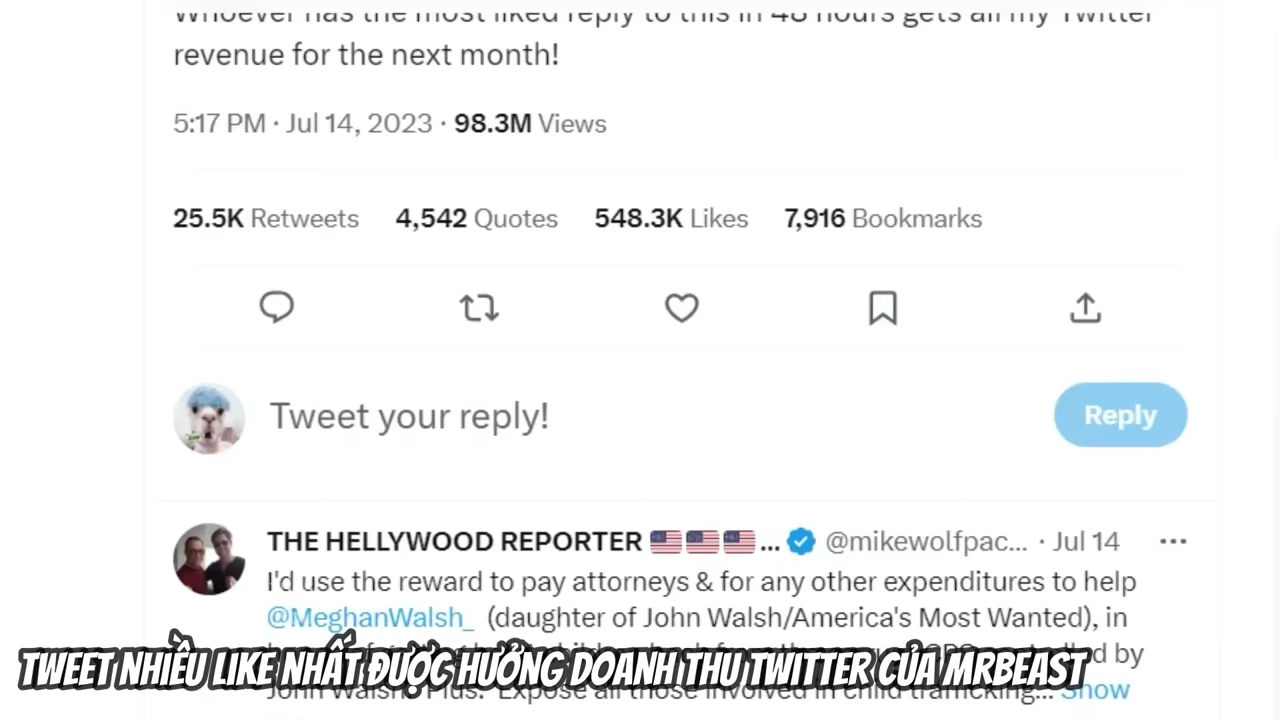 Whoever has the most liked reply to this in 48 hours gets all my Twitter
revenue for the next month!
5:17 PM · Jul 14, 2023 · 98.3M Views
25.5K Retweets 4,542 Quotes 548.3K Likes 7,916 Bookmarks
Tweet your reply!
Reply
THE HELLYWOOD REPORTER 🇺🇸🇺🇸🇺🇸... @mikewolfpac... · Jul 14
I'd use the reward to pay attorneys & for any other expenditures to help
@MeghanWalsh_ (daughter of John Walsh/America's Most Wanted), in
by
John Walsh. Plus: Expose all those involved in child trafficking... Show
TWEET NHIỀU LIKE NHẤT ĐƯỢC HƯỞNG DOANH THU TWITTER CỦA MRBEAST